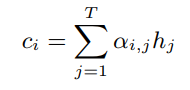 $c_i = \sum_{j=1}^{T} \alpha_{i,j} h_j$